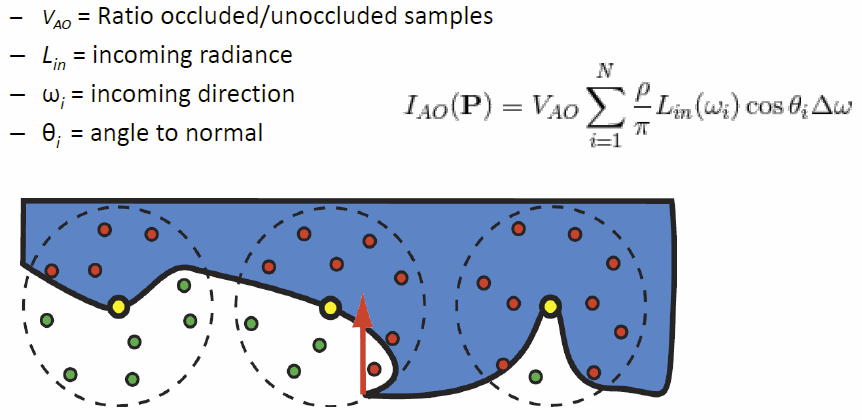 – V_AO = Ratio occluded/unoccluded samples
– L_in = incoming radiance
– ω_i = incoming direction
– θ_i = angle to normal
I_AO(P) = V_AO ∑_{i=1}^{N} ρ/π L_in(ω_i) cos θ_i Δω